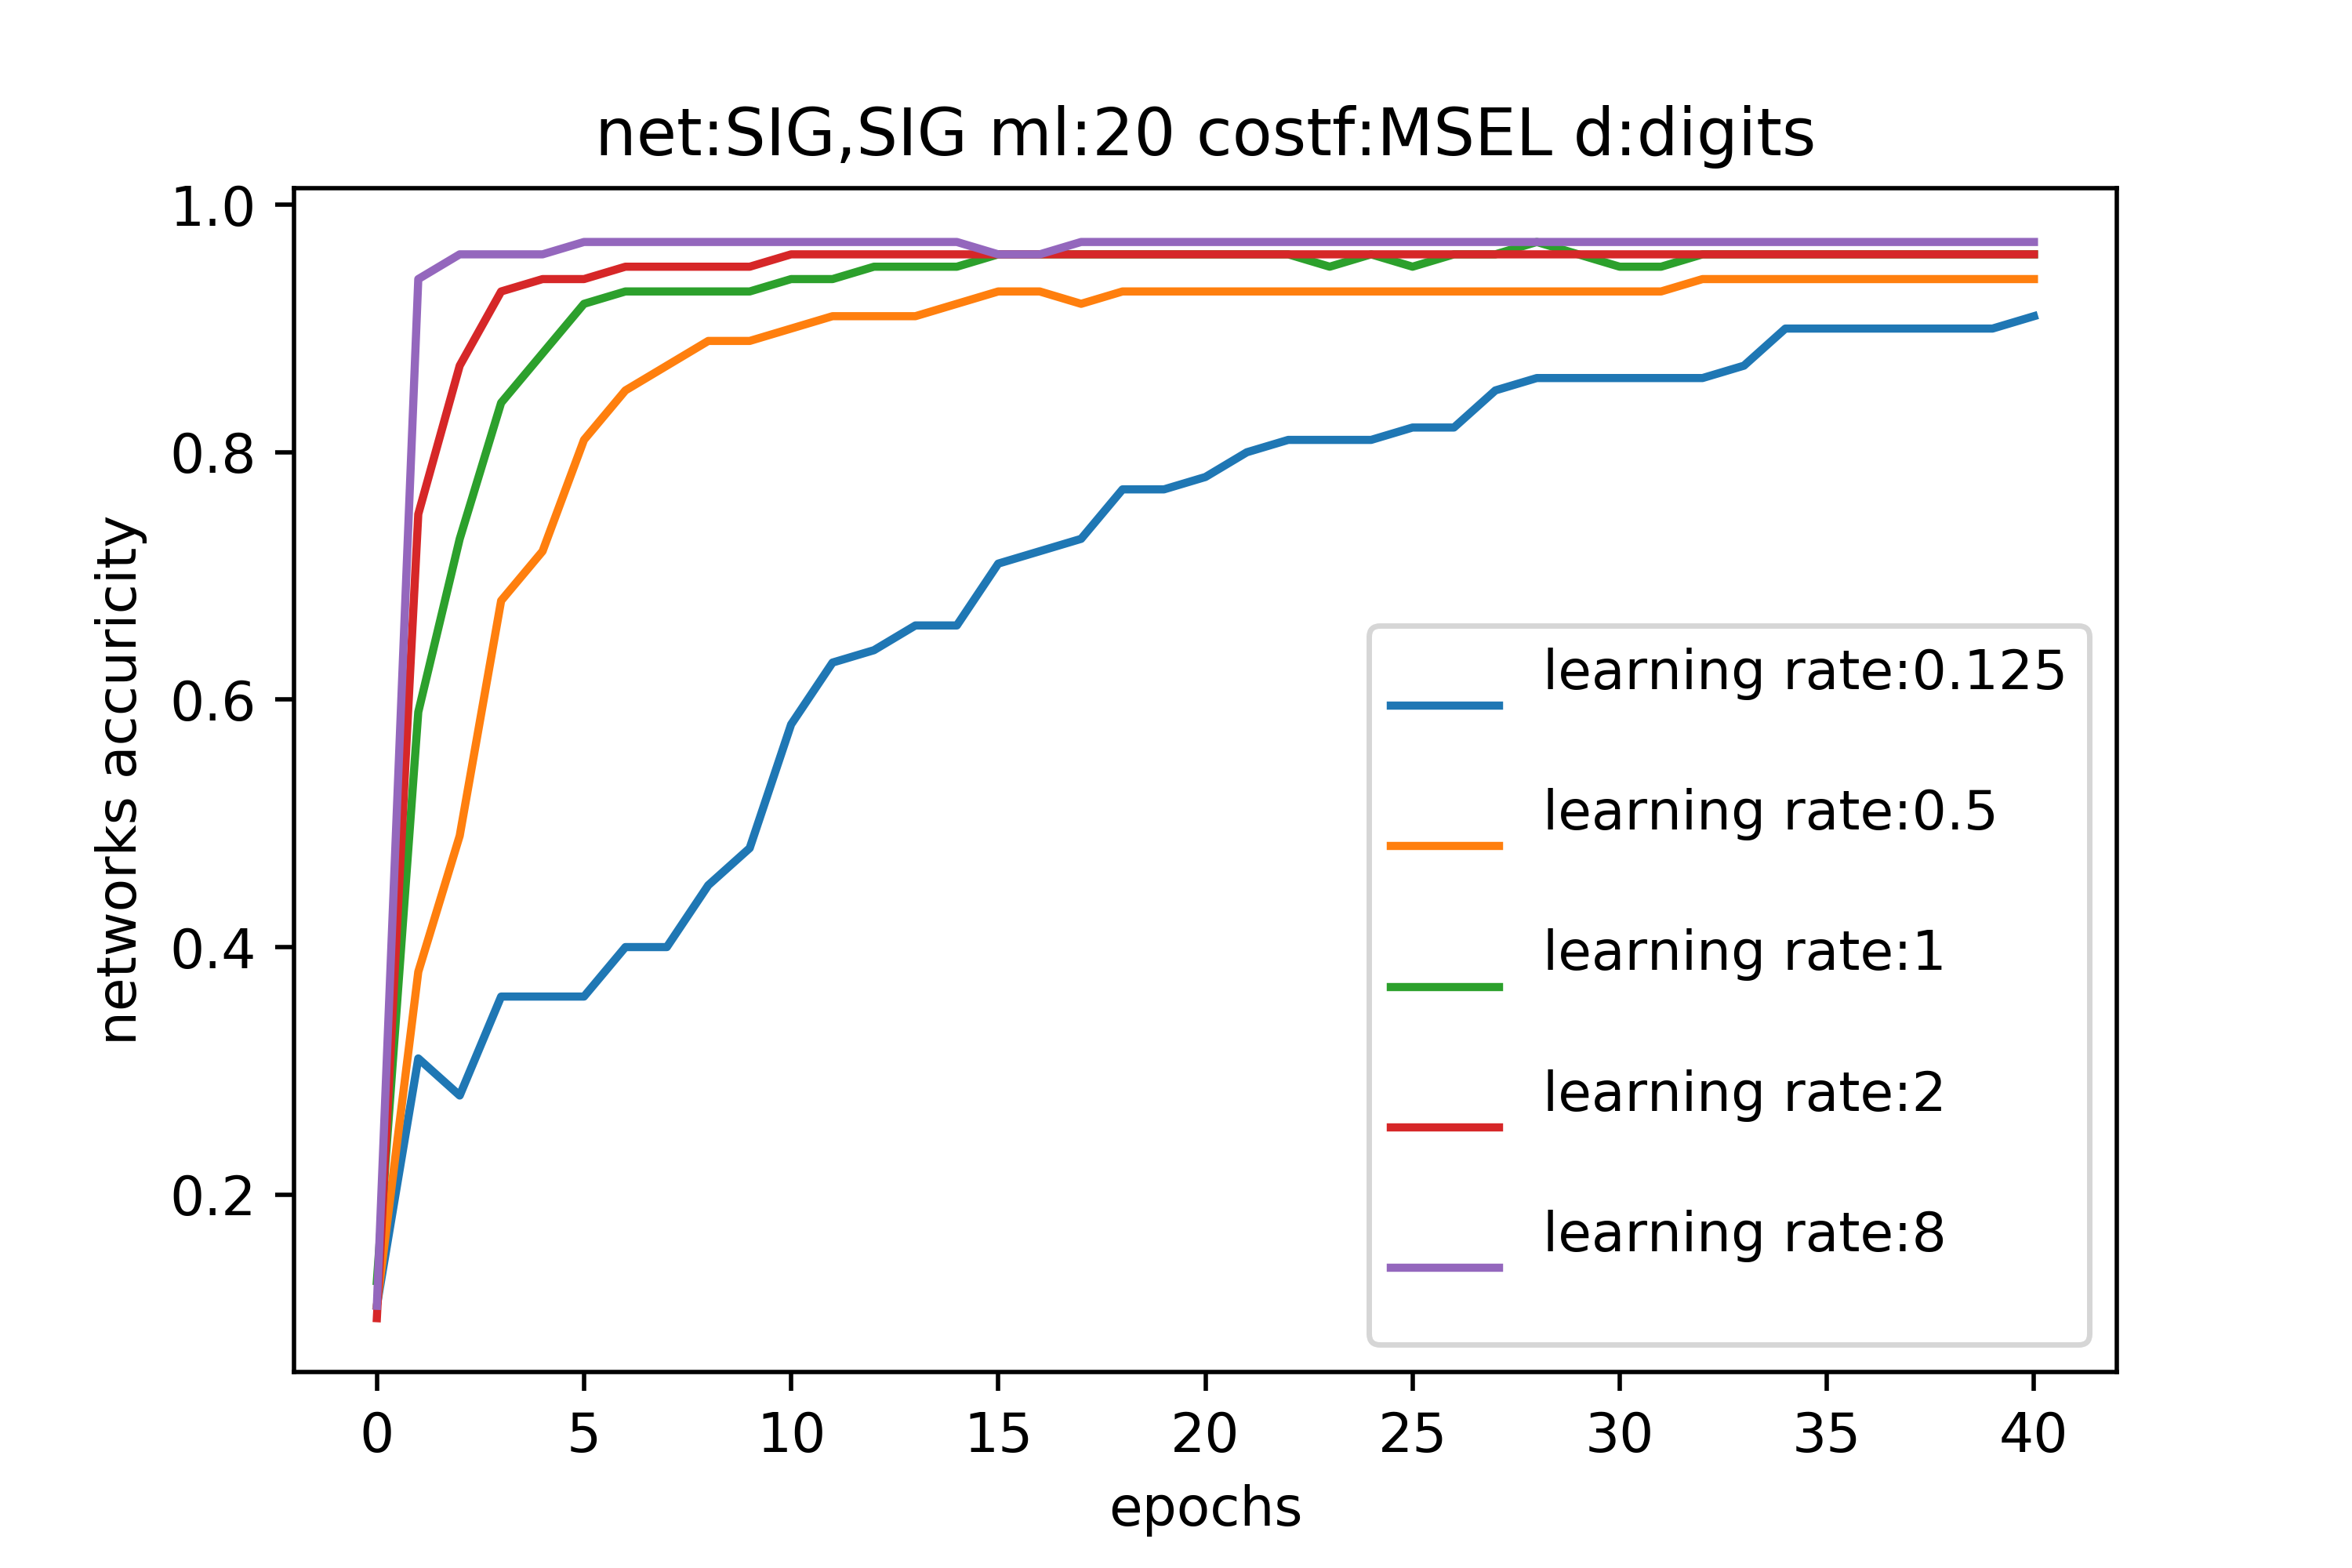 net:SIG,SIG ml:20 costf:MSEL d:digits
networks accuricity
1.0
0.8
0.6
0.4
0.2
learning rate:0.125
learning rate:0.5
learning rate:1
learning rate:2
learning rate:8
0 5 10 15 20 25 30 35 40
epochs